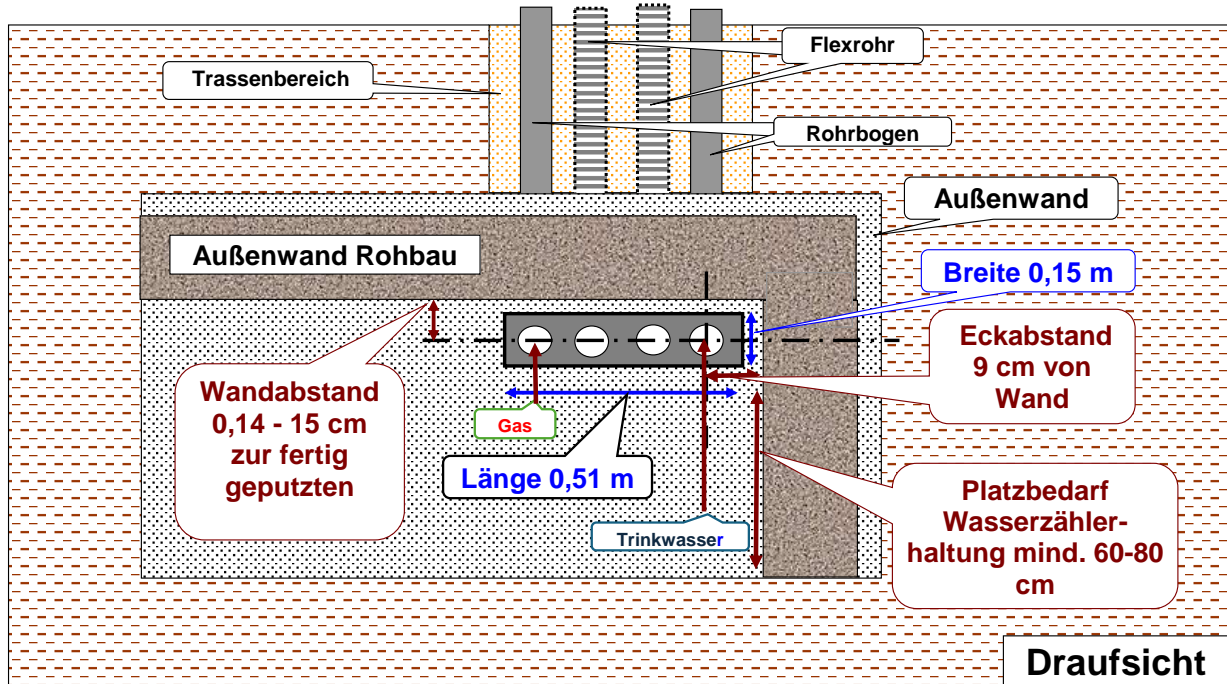 Flexrohr
Trassenbereich
Rohrbogen
Außenwand
Außenwand Rohbau
Breite 0,15 m
Eckabstand
9 cm von
Wand
Wandabstand
0,14 - 15 cm
zur fertig
geputzten
Gas
Länge 0,51 m
Platzbedarf
Wasserzähler-
haltung mind. 60-80
cm
Trinkwasser
Draufsicht